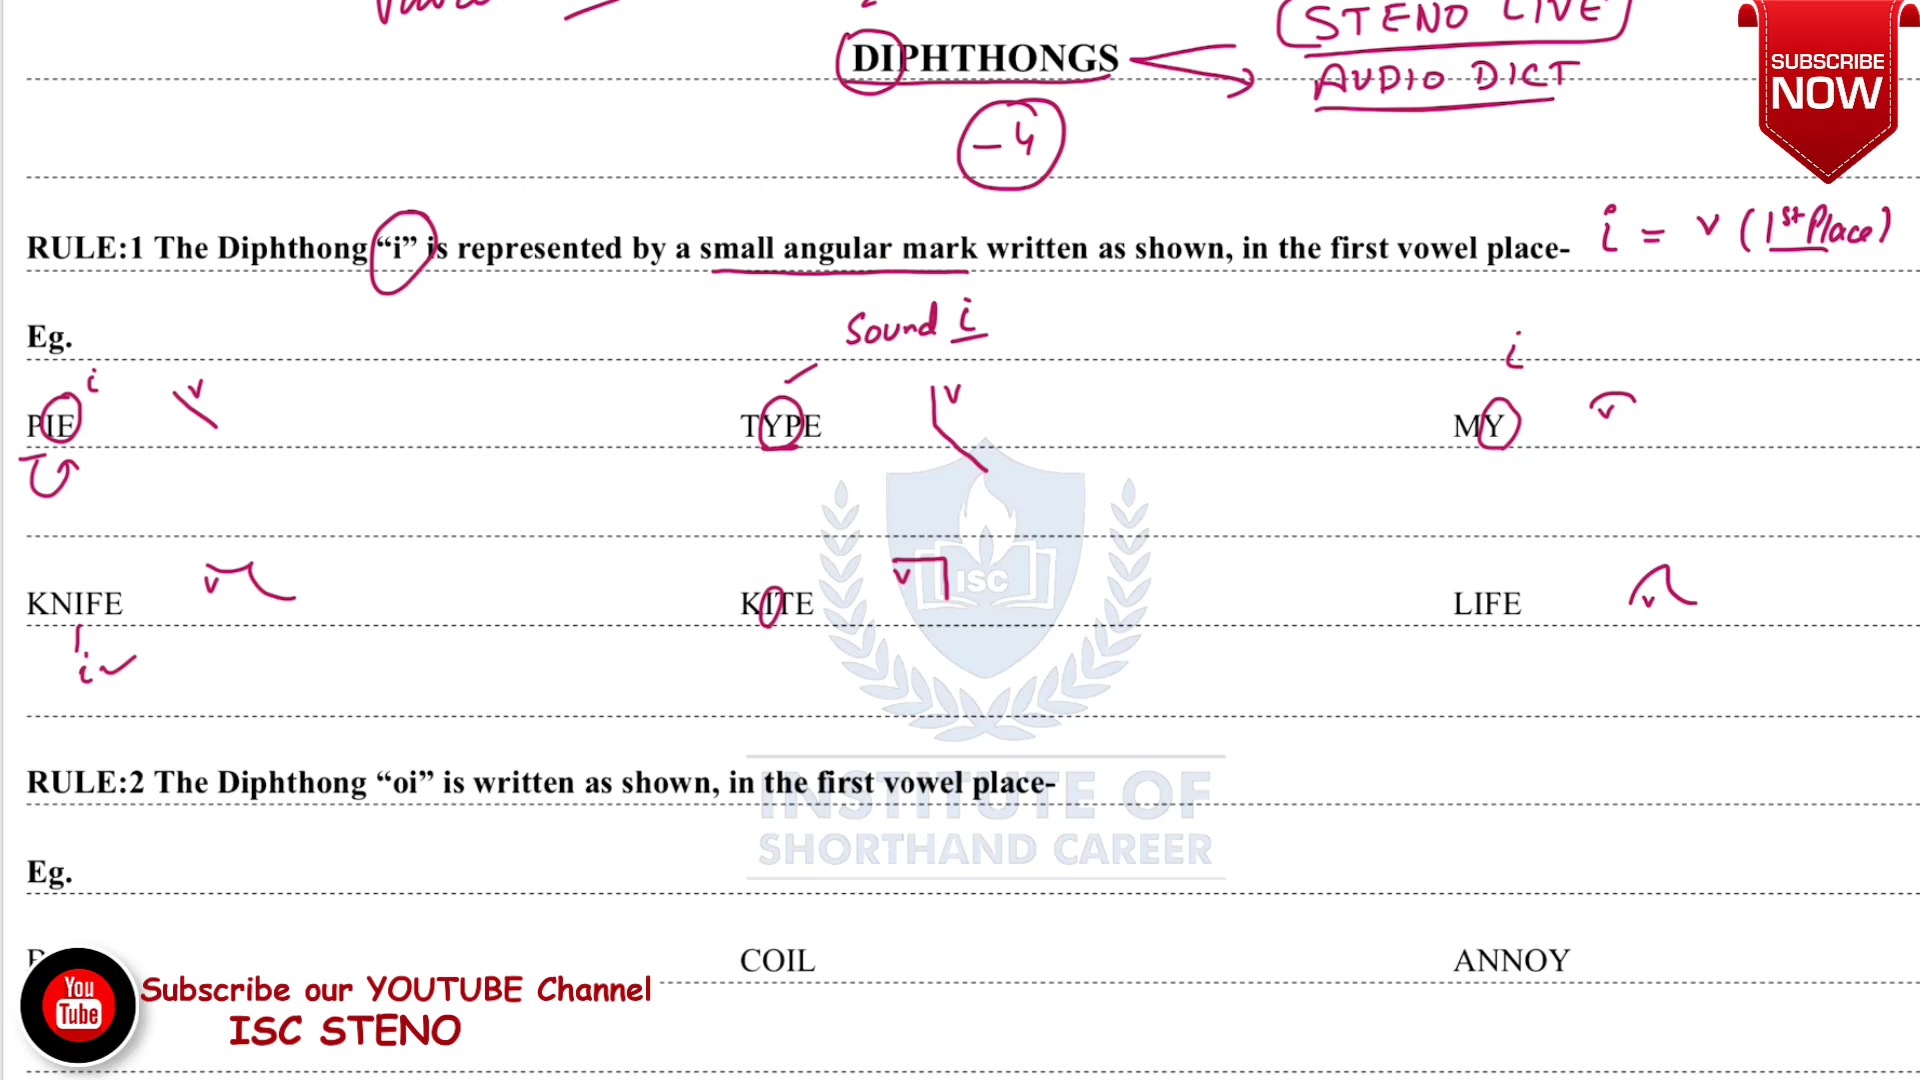 STENO LIVE
DIPHTHONGS
AUDIO DICT
- 4
SUBSCRIBE
NOW
RULE:1 The Diphthong “i” is represented by a small angular mark written as shown, in the first vowel place-
i = v (1st Place)
Eg.
Sound i
i
i
PIE
TYPE
MY
KNIFE
KITE
LIFE
i
ISC
RULE:2 The Diphthong “oi” is written as shown, in the first vowel place-
INSTITUTE OF
SHORTHAND CAREER
Eg.
COIL
ANNOY
You
Tube
Subscribe our YOUTUBE Channel
ISC STENO